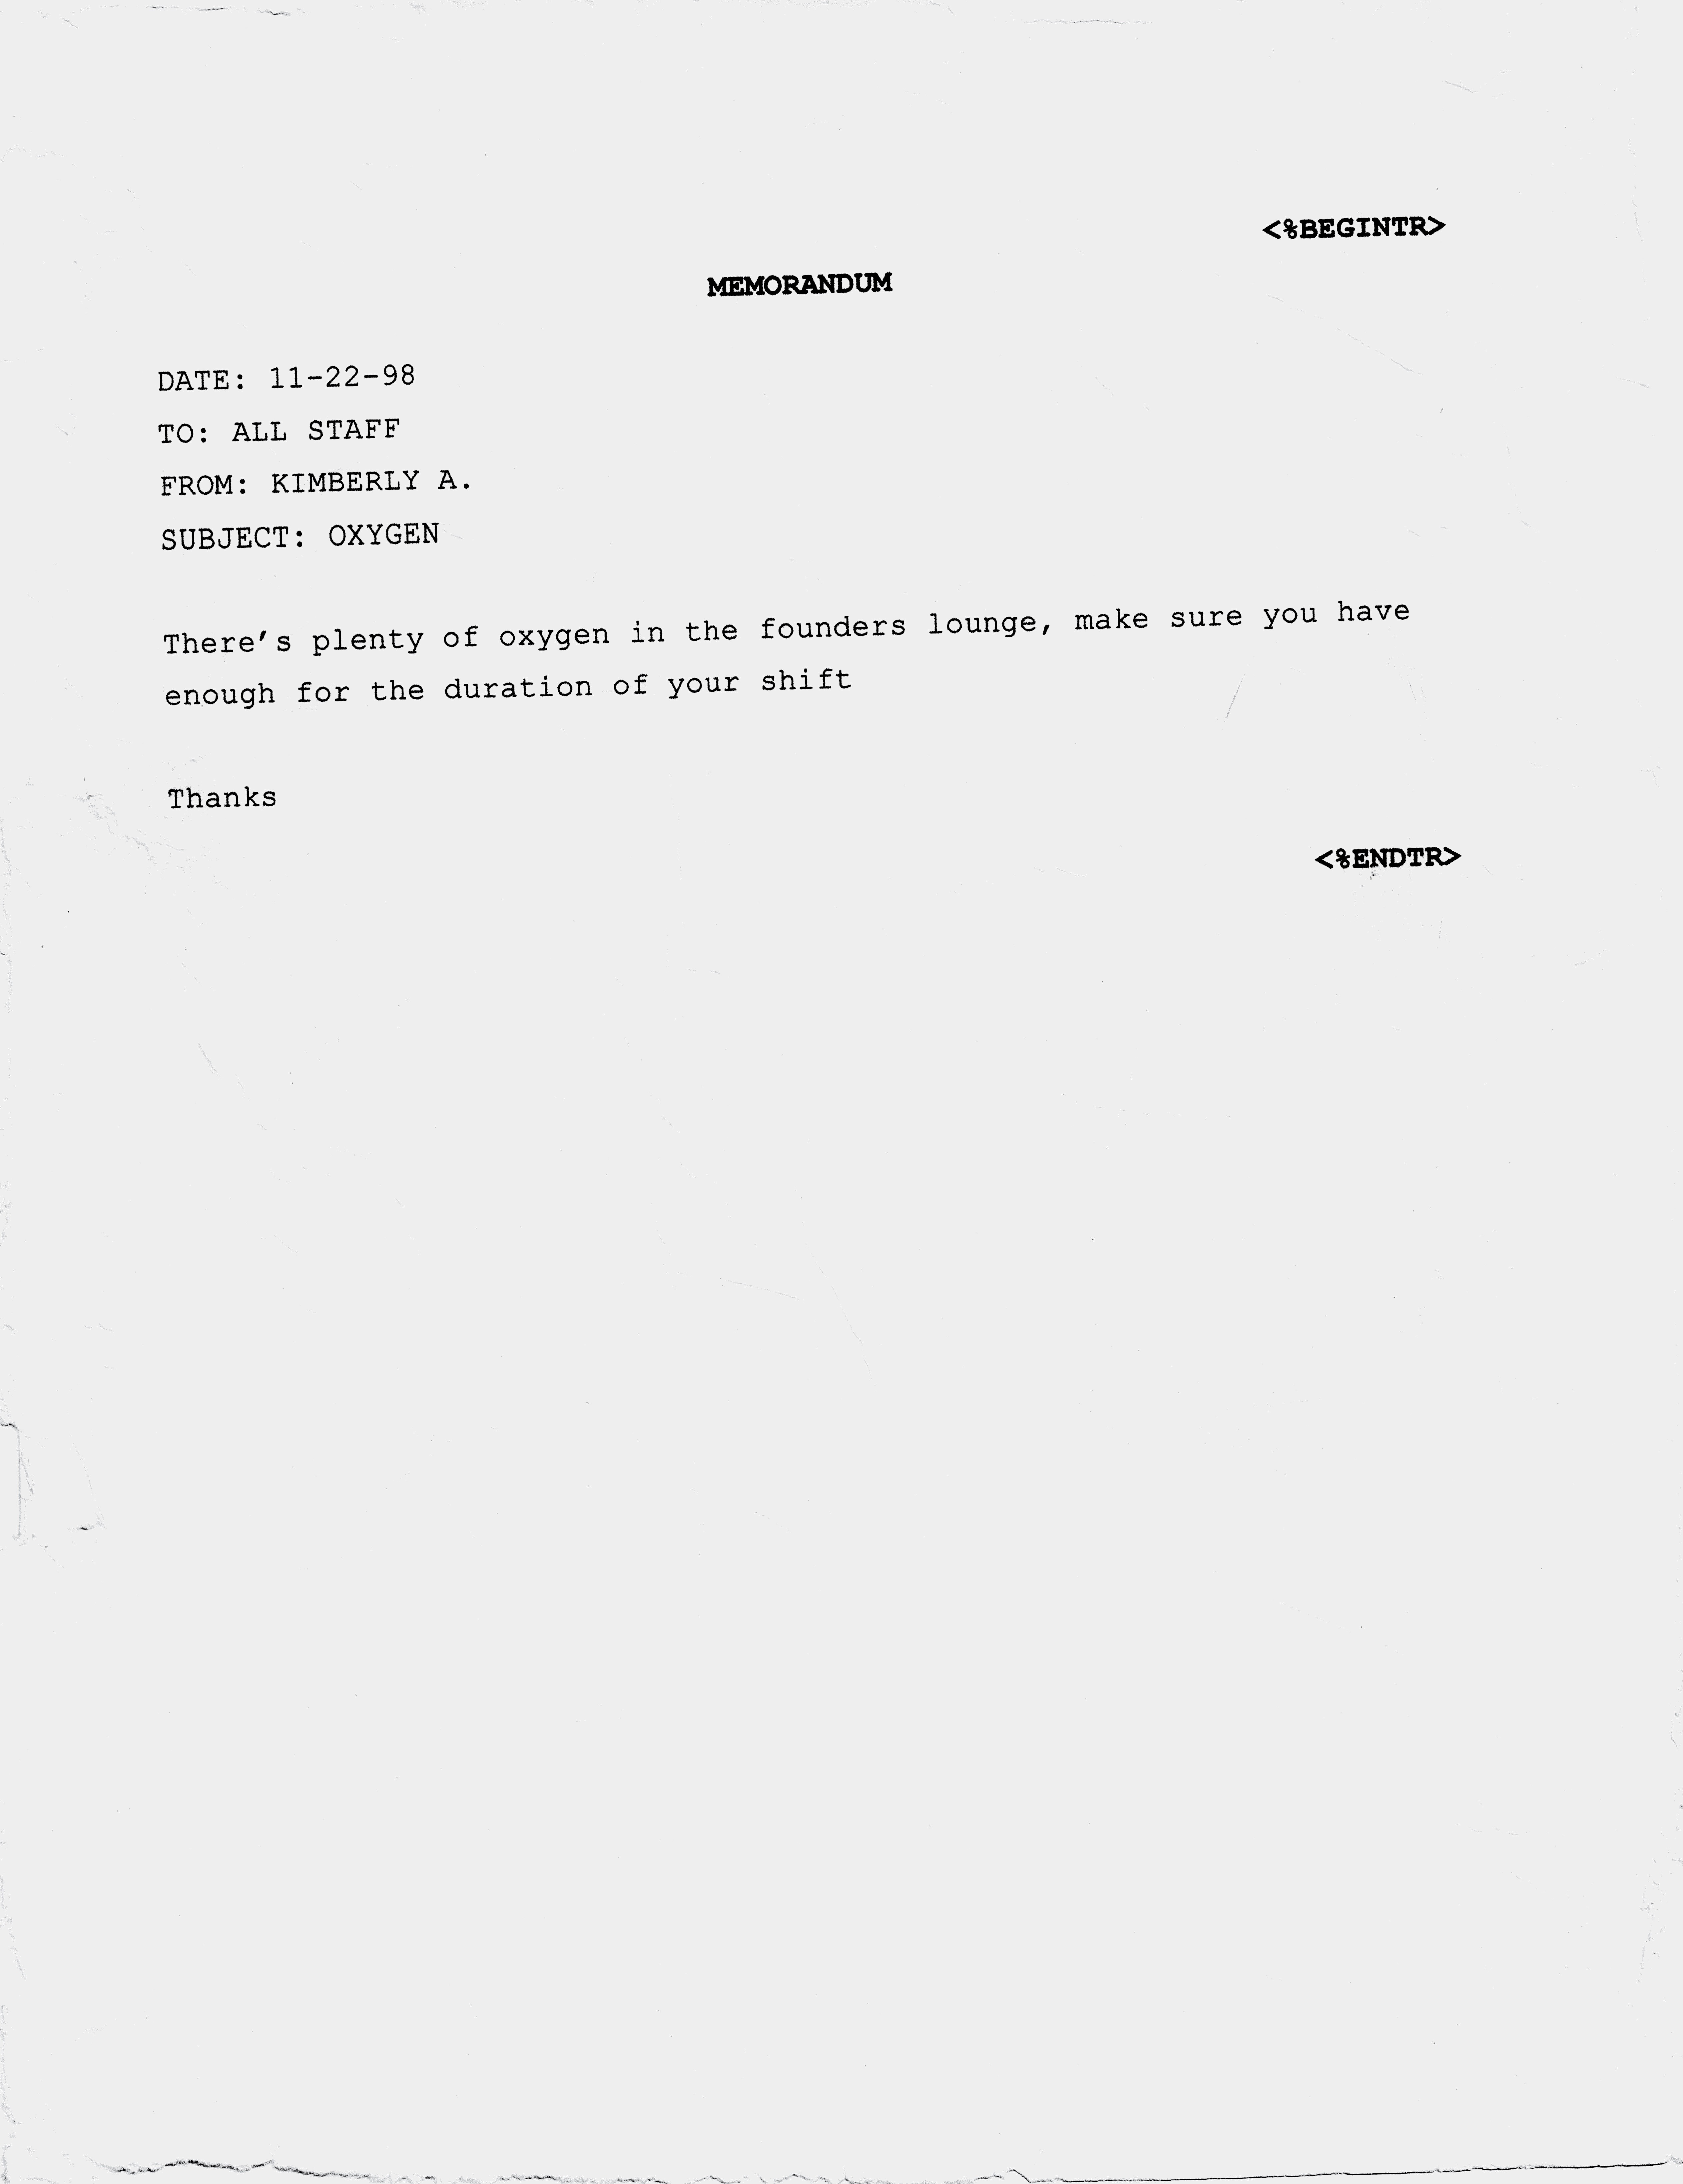 <%BEGINTR>
MEMORANDUM
DATE: 11-22-98
TO: ALL STAFF
FROM: KIMBERLY A.
SUBJECT: OXYGEN
There's plenty of oxygen in the founders lounge, make sure you have
enough for the duration of your shift
Thanks
<%ENDTR>